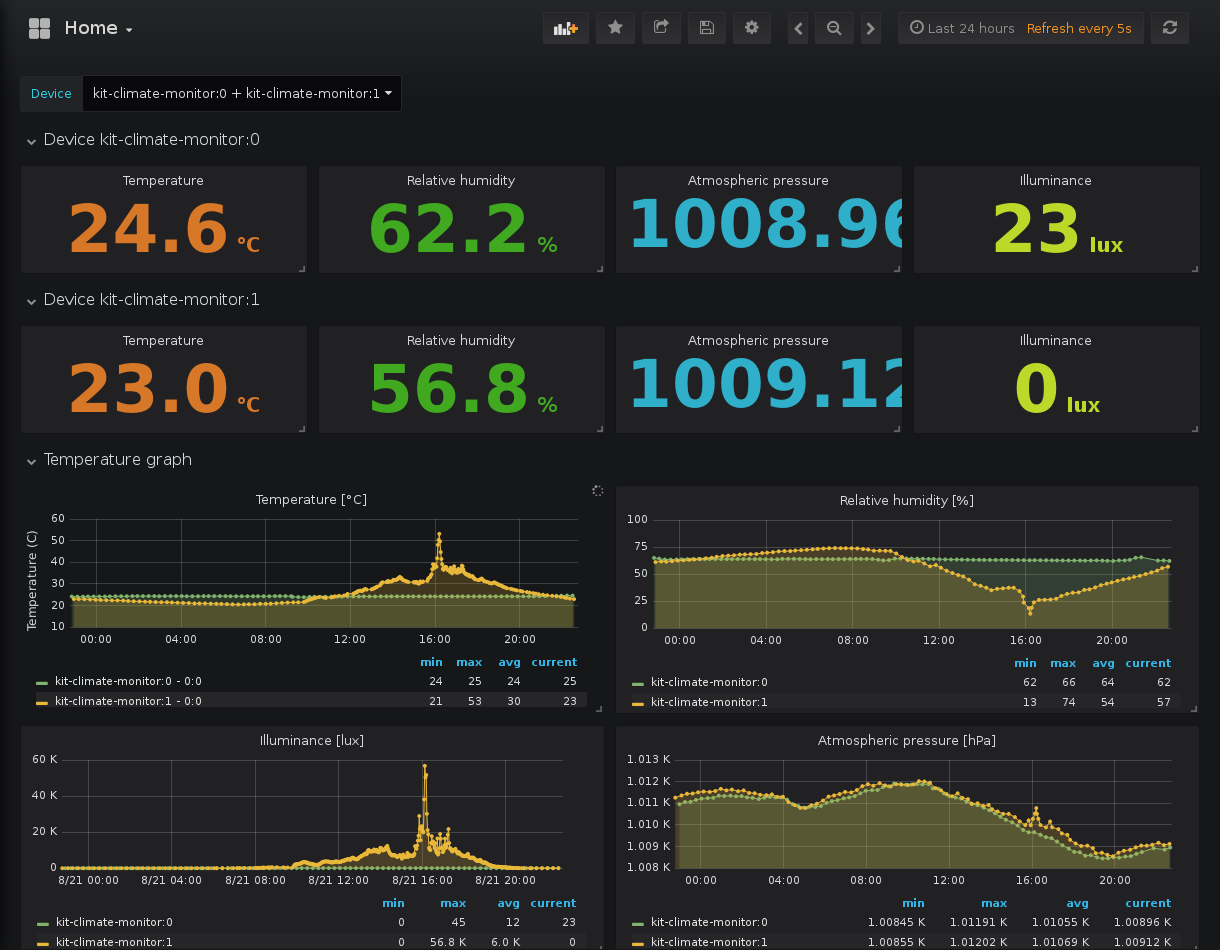 Home
Last 24 hours Refresh every 5s
Device kit-climate-monitor:0 + kit-climate-monitor:1
Device kit-climate-monitor:0
Temperature Relative humidity Atmospheric pressure Illuminance
24.6 °C 62.2 % 1008.96 23 lux
Device kit-climate-monitor:1
Temperature Relative humidity Atmospheric pressure Illuminance
23.0 °C 56.8 % 1009.12 0 lux
Temperature graph
Temperature [°C]
Temperature (C)
60
50
40
30
20
10
00:00 04:00 08:00 12:00 16:00 20:00
min max avg current
kit-climate-monitor:0 - 0:0 24 25 24 25
kit-climate-monitor:1 - 0:0 21 53 30 23
Relative humidity [%]
100
75
50
25
0
00:00 04:00 08:00 12:00 16:00 20:00
min max avg current
kit-climate-monitor:0 62 66 64 62
kit-climate-monitor:1 13 74 54 57
Illuminance [lux]
60 K
40 K
20 K
0
8/21 00:00 8/21 04:00 8/21 08:00 8/21 12:00 8/21 16:00 8/21 20:00
min max avg current
kit-climate-monitor:0 0 45 12 23
kit-climate-monitor:1 0 56.8 K 6.0 K 0
Atmospheric pressure [hPa]
1.013 K
1.012 K
1.011 K
1.010 K
1.009 K
1.008 K
00:00 04:00 08:00 12:00 16:00 20:00
min max avg current
kit-climate-monitor:0 1.00845 K 1.01191 K 1.01055 K 1.00896 K
kit-climate-monitor:1 1.00855 K 1.01202 K 1.01069 K 1.00912 K